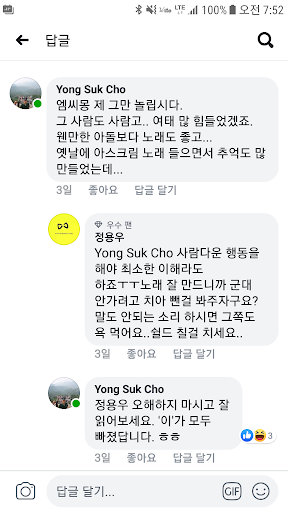 LTE 오전 7:52
답글
Yong Suk Cho
엠씨몽 제 그만 놀립시다.
그 사람도 사람고.. 여태 많 힘들었겠죠.
웬만한 아돌보다 노래도 좋고...
옛날에 아스크림 노래 들으면서 추억도 많
만들었는데...
3일 좋아요 답글 달기
우수 팬
정용우
Yong Suk Cho 사람다운 행동을
해야 최소한 이해라도
하죠ㅜㅜ노래 잘 만드니까 군대
안가려고 치아 뺀걸 봐주자구요?
말도 안되는 소리 하시면 그쪽도
욕 먹어요..쉴드 칠걸 치세요..
3일 좋아요 답글 달기
Yong Suk Cho
정용우 오해하지 마시고 잘
읽어보세요. '이'가 모두
빠졌답니다. ㅎㅎ
3
3일 좋아요 답글 달기
답글 달기...
GIF